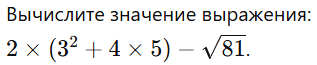 Вычислите значение выражения:
2 × (3² + 4 × 5) − √81.